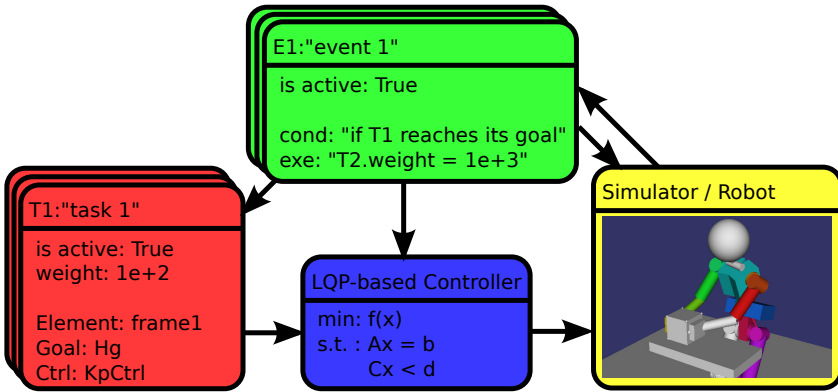 E1:"event 1"
is active: True
cond: "if T1 reaches its goal"
exe: "T2.weight = 1e+3"
T1:"task 1"
is active: True
weight: 1e+2
Element: frame1
Goal: Hg
Ctrl: KpCtrl
LQP-based Controller
min: f(x)
s.t. : Ax = b
Cx < d
Simulator / Robot